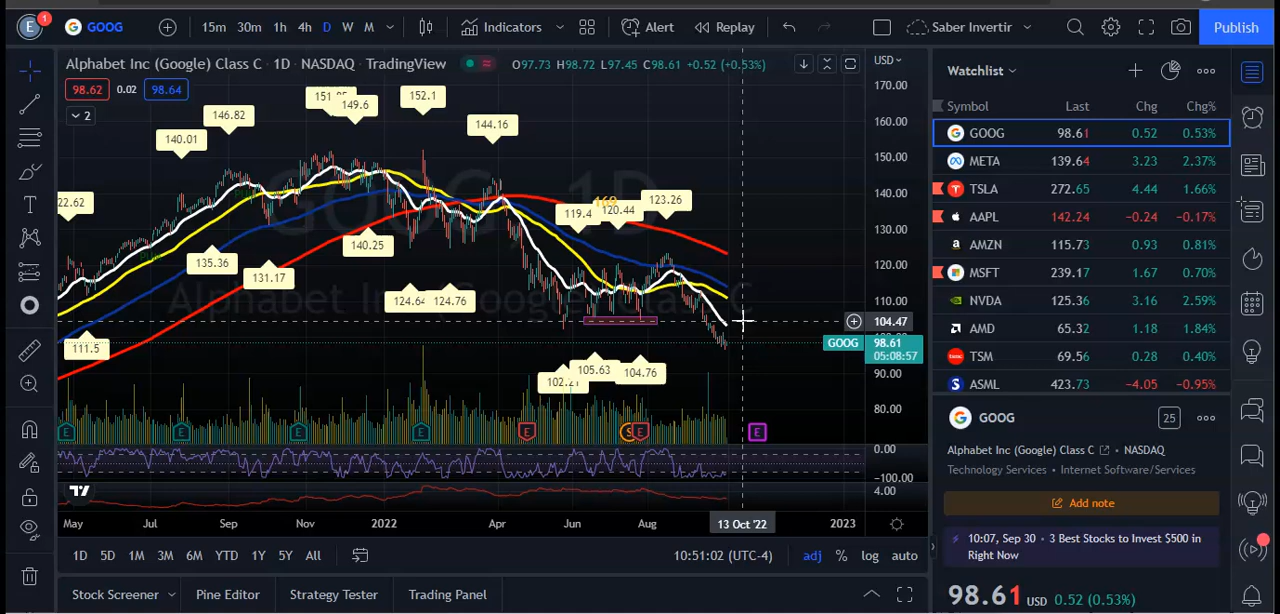 E 1 GOOG 15m 30m 1h 4h D W M Indicators Alert Replay Saber Invertir Publish
Alphabet Inc (Google) Class C • 1D • NASDAQ • TradingView O97.73 H98.72 L97.45 C98.61 +0.52 (+0.53%) USD
98.62 0.02 98.64
2
170.00
160.00
150.00
140.00
130.00
120.00
110.00
104.47
GOOG 98.61
05:08:57
90.00
80.00
0.00
−100.00
4.00
GOOG, 1D
Alphabet Inc (Google) Class C
22.62
111.5
140.01
135.36
146.82
131.17
149.6
140.25
152.1
124.64
124.76
144.16
119.4
120.44
123.26
105.63
104.76
E E E E E S E E
May Jul Sep Nov 2022 Apr Jun Aug 13 Oct '22 2023
1D 5D 1M 3M 6M YTD 1Y 5Y All 10:51:02 (UTC-4) adj % log auto
Stock Screener Pine Editor Strategy Tester Trading Panel
Watchlist
Symbol Last Chg Chg%
GOOG 98.61 0.52 0.53%
META 139.64 3.23 2.37%
TSLA 272.65 4.44 1.66%
AAPL 142.24 −0.24 −0.17%
AMZN 115.73 0.93 0.81%
MSFT 239.17 1.67 0.70%
NVDA 125.36 3.16 2.59%
AMD 65.32 1.18 1.84%
TSM 69.56 0.28 0.40%
ASML 423.73 −4.05 −0.95%
GOOG 25
Alphabet Inc (Google) Class C • NASDAQ
Technology Services • Internet Software/Services
Add note
10:07, Sep 30 • 3 Best Stocks to Invest $500 in
Right Now
98.61 USD 0.52 (0.53%)